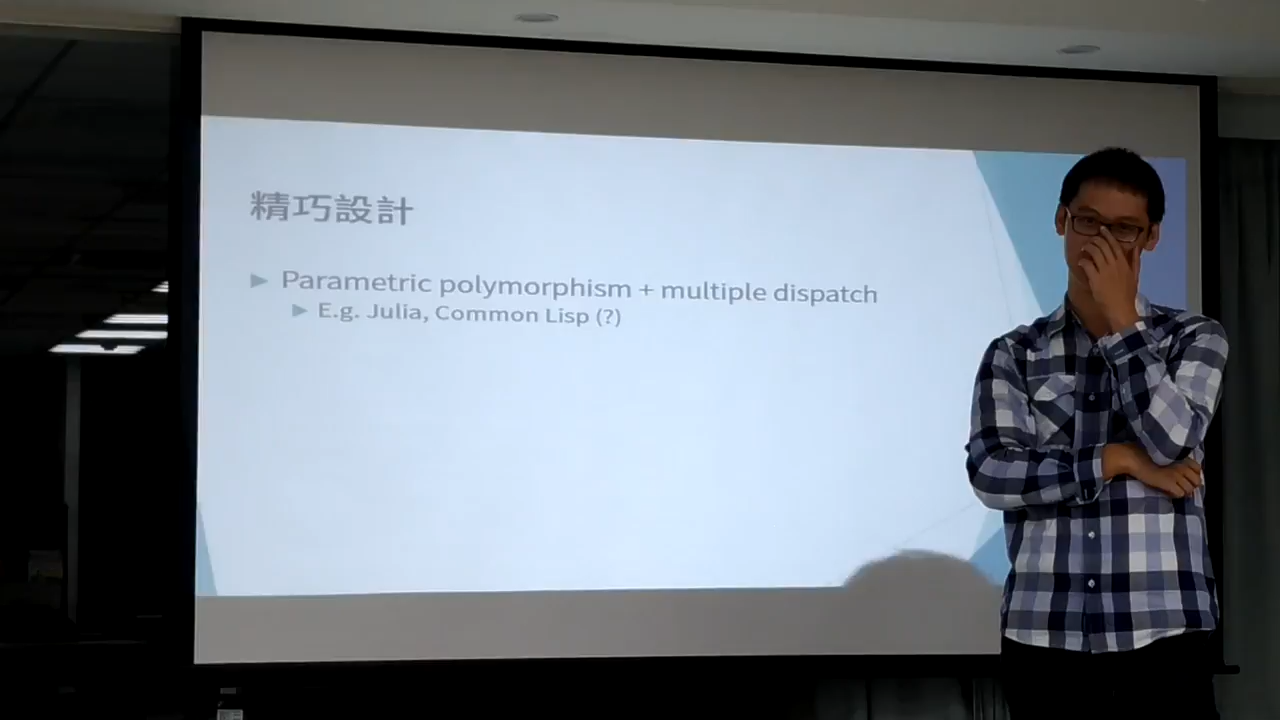 精巧設計
Parametric polymorphism + multiple dispatch
E.g. Julia, Common Lisp (?)